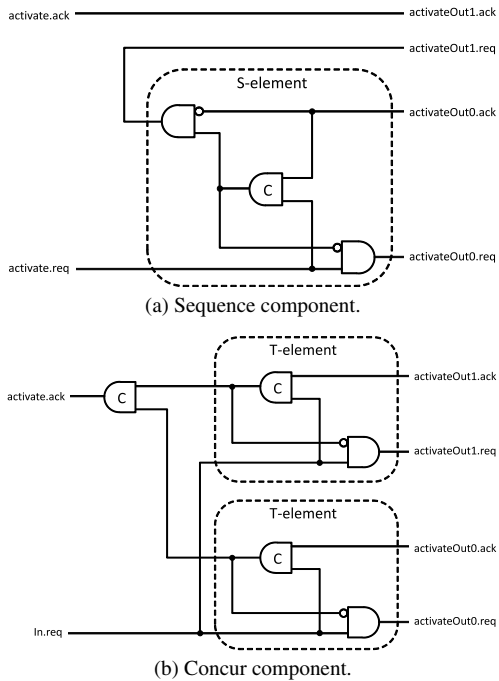 activate.ack
activateOut1.ack
activateOut1.req
S-element
activateOut0.ack
C
activate.req
activateOut0.req
(a) Sequence component.
T-element
activateOut1.ack
activate.ack
C
C
activateOut1.req
T-element
activateOut0.ack
C
In.req
activateOut0.req
(b) Concur component.